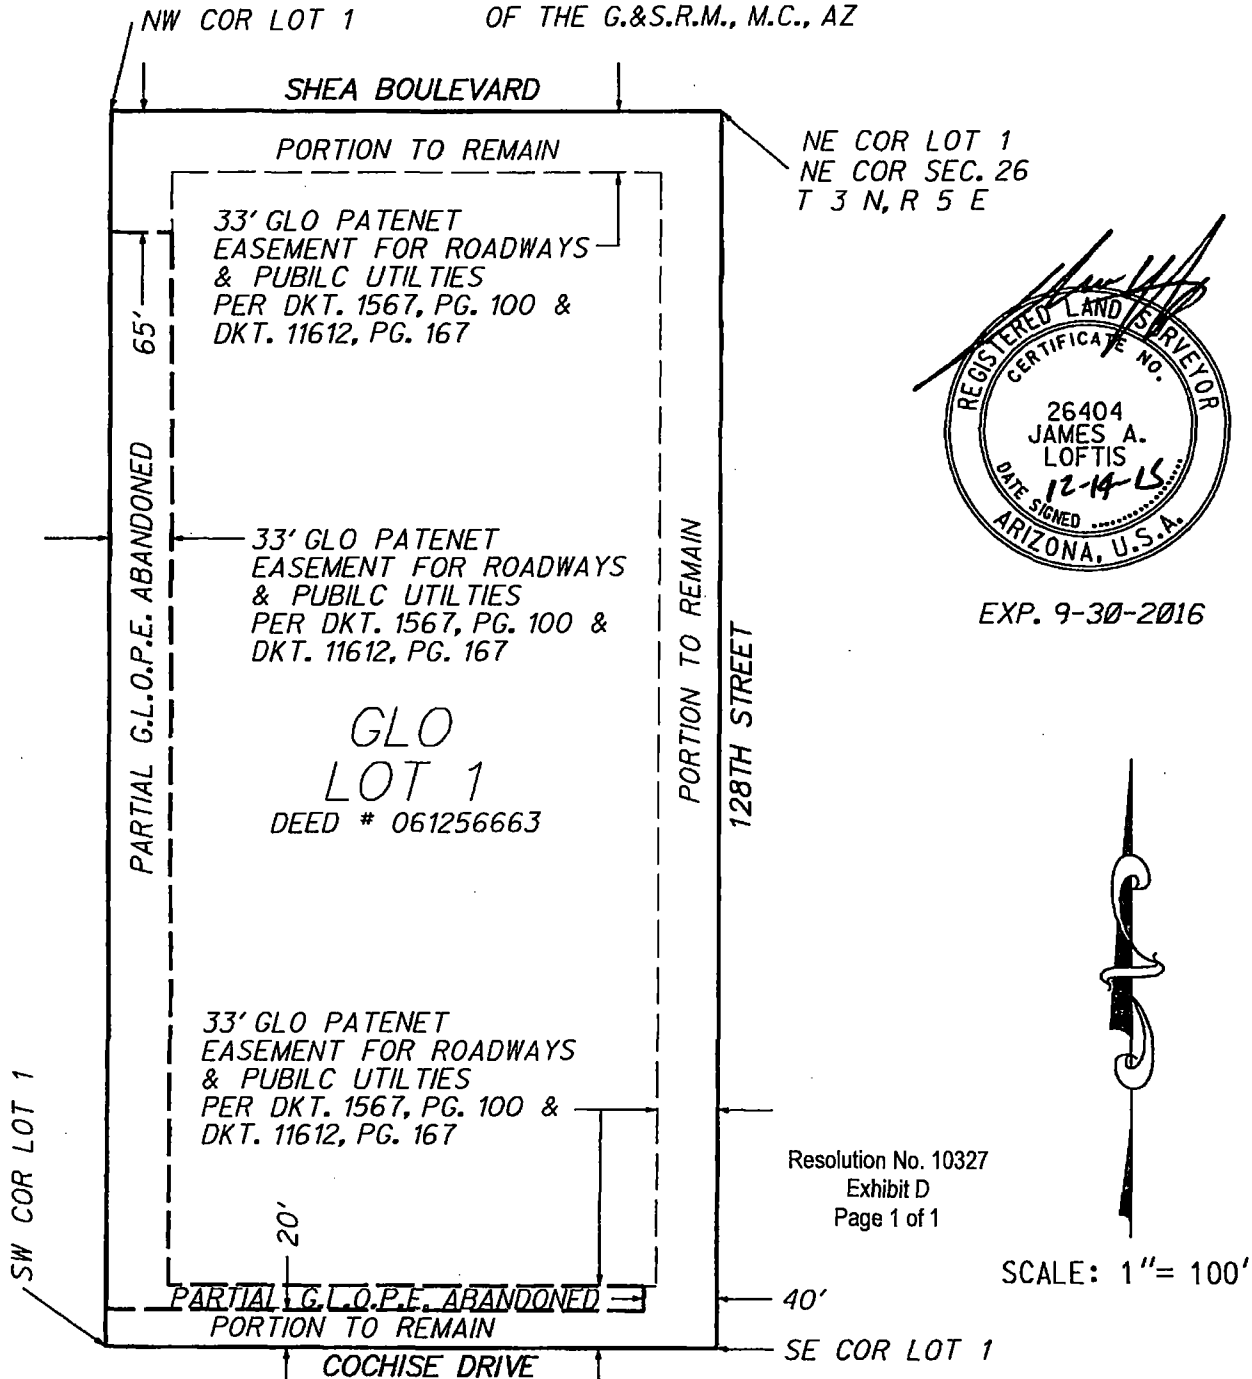 NW COR LOT 1
OF THE G.&S.R.M., M.C., AZ
SHEA BOULEVARD
PORTION TO REMAIN
NE COR LOT 1
NE COR SEC. 26
T 3 N, R 5 E
33' GLO PATENET
EASEMENT FOR ROADWAYS
& PUBILC UTILTIES
PER DKT. 1567, PG. 100 &
DKT. 11612, PG. 167
65'
PARTIAL G.L.O.P.E. ABANDONED
REGISTERED LAND SURVEYOR
CERTIFICATE NO.
26404
JAMES A.
LOFTIS
12-14-15
DATE SIGNED
ARIZONA, U.S.A.
EXP. 9-30-2016
33' GLO PATENET
EASEMENT FOR ROADWAYS
& PUBILC UTILTIES
PER DKT. 1567, PG. 100 &
DKT. 11612, PG. 167
PORTION TO REMAIN
128TH STREET
GLO
LOT 1
DEED # 061256663
33' GLO PATENET
EASEMENT FOR ROADWAYS
& PUBILC UTILTIES
PER DKT. 1567, PG. 100 &
DKT. 11612, PG. 167
SW COR LOT 1
20'
Resolution No. 10327
Exhibit D
Page 1 of 1
SCALE: 1"= 100'
PARTIAL G.L.O.P.E. ABANDONED
40'
PORTION TO REMAIN
SE COR LOT 1
COCHISE DRIVE